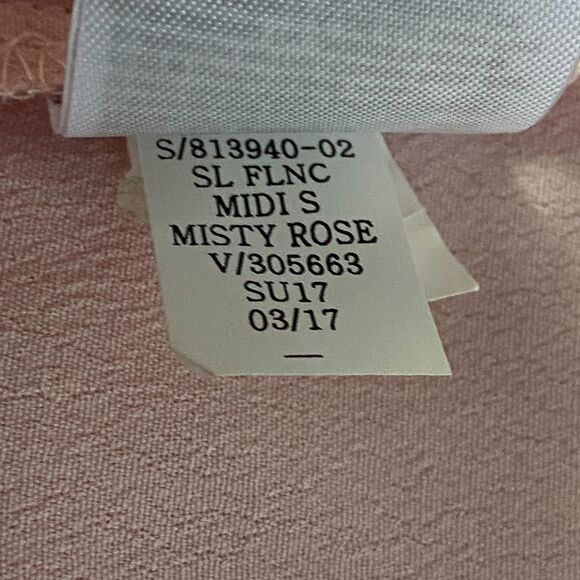 S/813940-02
SL FLNC
MIDI S
MISTY ROSE
V/305663
SU17
03/17
—